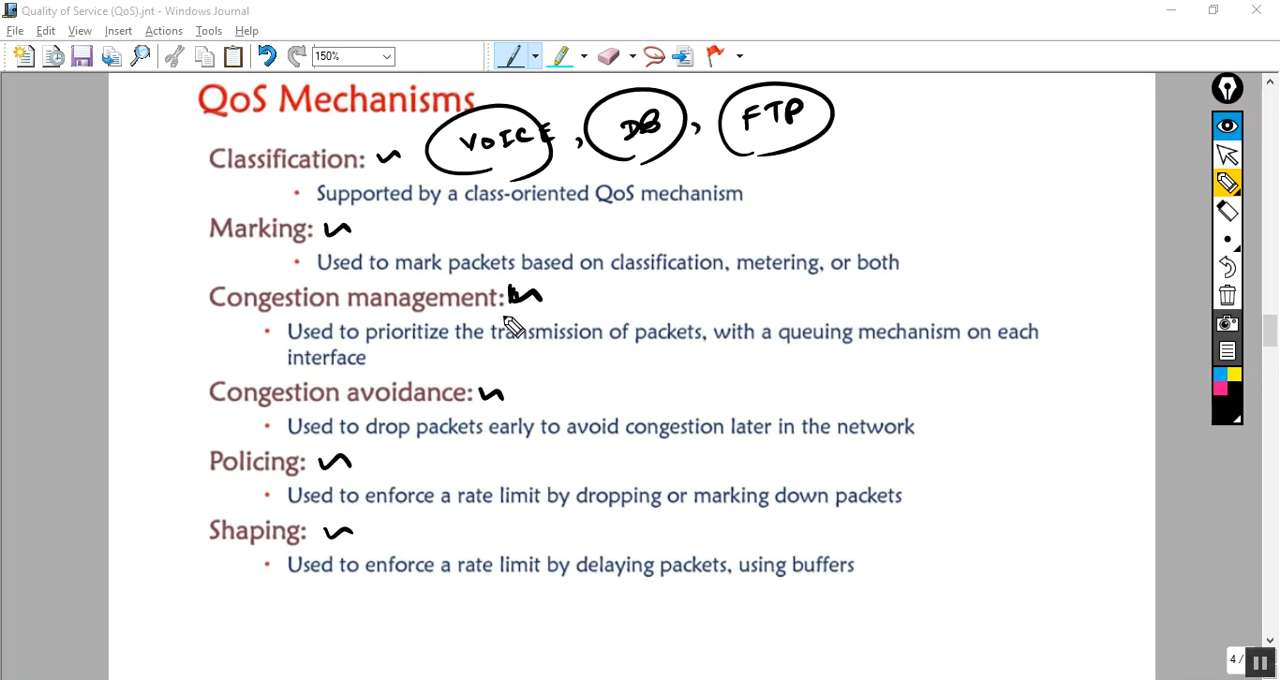 Quality of Service (QoS).jnt - Windows Journal
File Edit View Insert Actions Tools Help
150%
QoS Mechanisms
VOICE, DB, FTP
Classification:
• Supported by a class-oriented QoS mechanism
Marking:
• Used to mark packets based on classification, metering, or both
Congestion management:
• Used to prioritize the transmission of packets, with a queuing mechanism on each
interface
Congestion avoidance:
• Used to drop packets early to avoid congestion later in the network
Policing:
• Used to enforce a rate limit by dropping or marking down packets
Shaping:
• Used to enforce a rate limit by delaying packets, using buffers
4 /